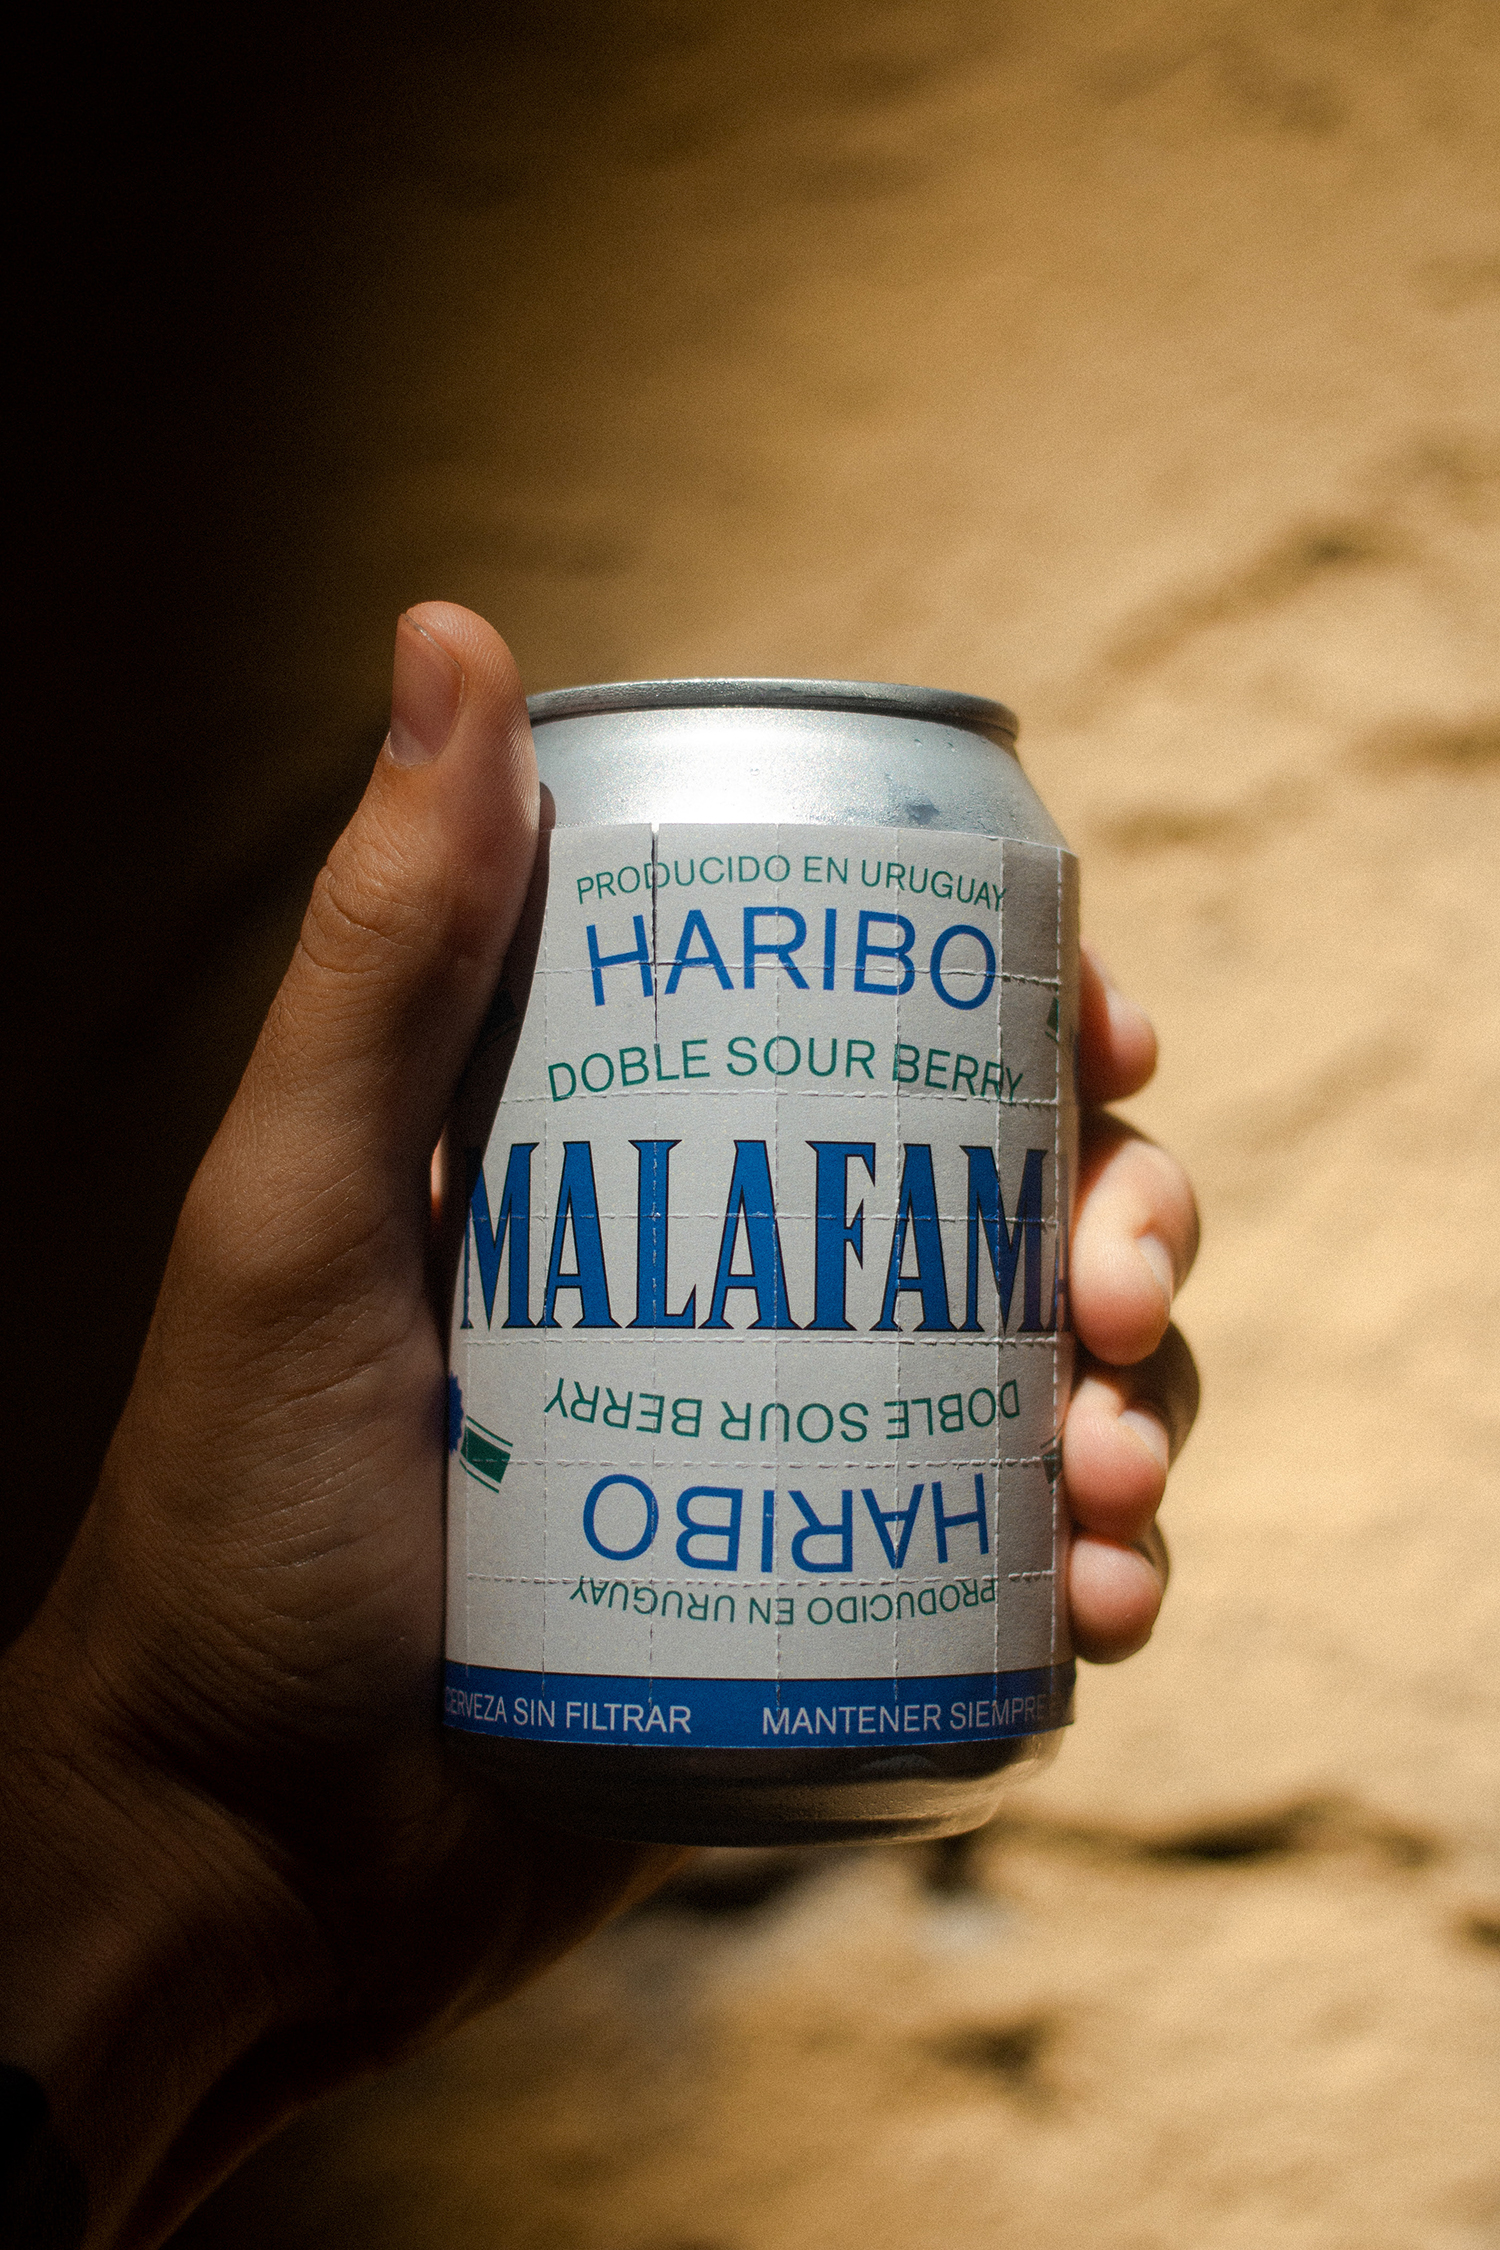 PRODUCIDO EN URUGUAY
HARIBO
DOBLE SOUR BERRY
MALAFAMA
DOBLE SOUR BERRY
HARIBO
PRODUCIDO EN URUGUAY
CERVEZA SIN FILTRAR MANTENER SIEMPRE